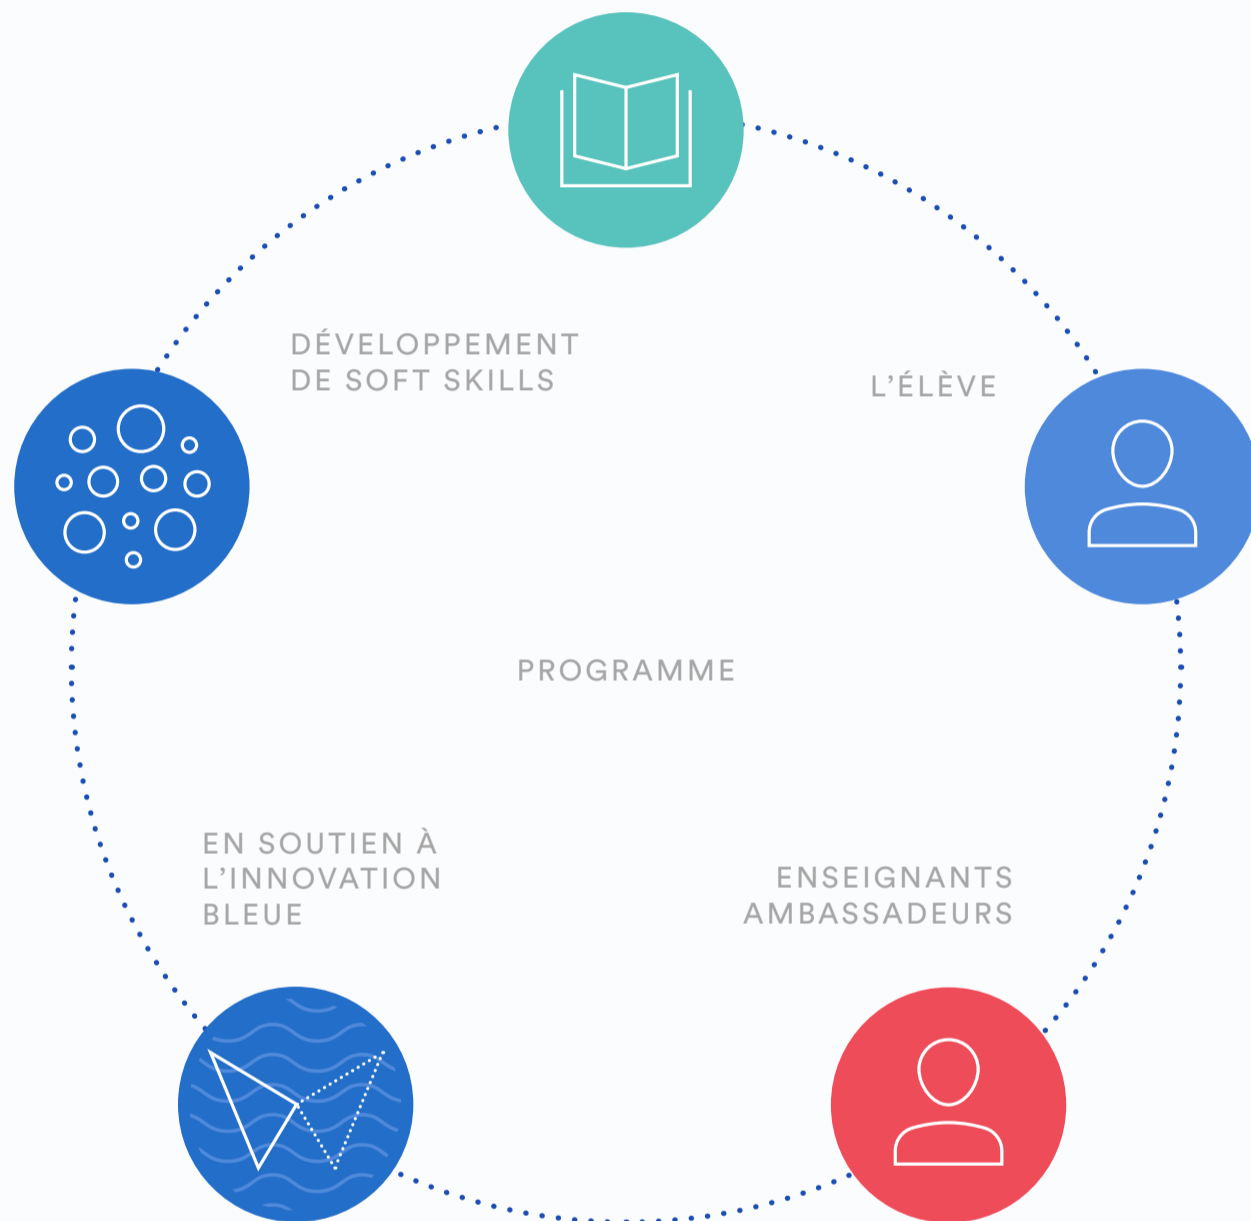 DÉVELOPPEMENT
DE SOFT SKILLS
L'ÉLÈVE
PROGRAMME
EN SOUTIEN À
L'INNOVATION
BLEUE
ENSEIGNANTS
AMBASSADEURS